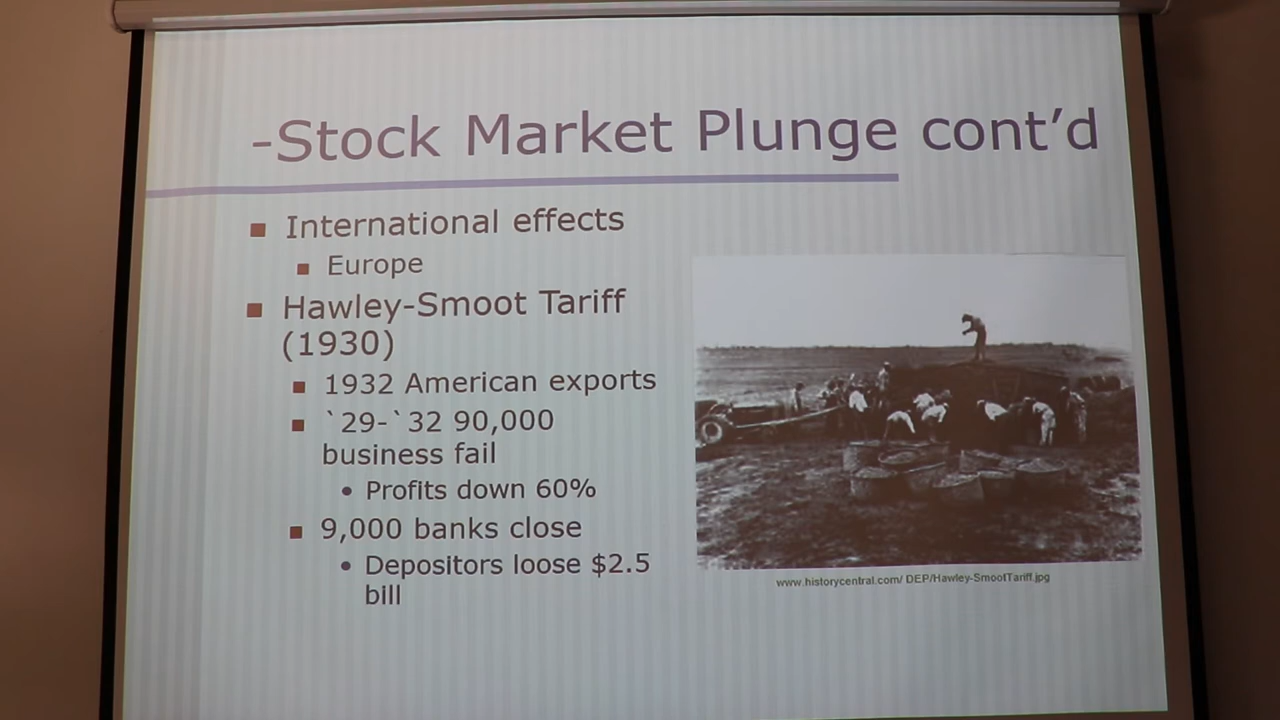 -Stock Market Plunge cont’d
International effects
Europe
Hawley-Smoot Tariff
(1930)
1932 American exports
`29-`32 90,000
business fail
Profits down 60%
9,000 banks close
Depositors loose $2.5
bill
www.historycentral.com/ DEP/Hawley-SmootTariff.jpg